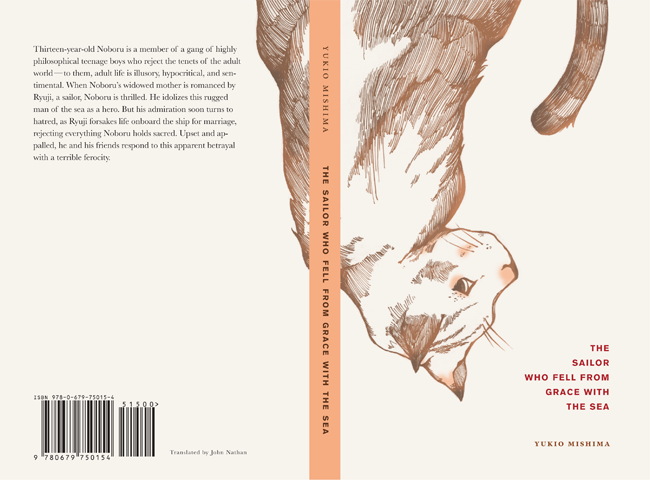 Thirteen-year-old Noboru is a member of a gang of highly
philosophical teenage boys who reject the tenets of the adult
world—to them, adult life is illusory, hypocritical, and sen-
timental. When Noboru's widowed mother is romanced by
Ryuji, a sailor, Noboru is thrilled. He idolizes this rugged
man of the sea as a hero. But his admiration soon turns to
hatred, as Ryuji forsakes life onboard the ship for marriage,
rejecting everything Noboru holds sacred. Upset and ap-
palled, he and his friends respond to this apparent betrayal
with a terrible ferocity.
ISBN 978-0-679-75015-4
51500>
9 780679 750154
Translated by John Nathan
YUKIO MISHIMA
THE SAILOR WHO FELL FROM GRACE WITH THE SEA
THE
SAILOR
WHO FELL FROM
GRACE WITH
THE SEA
YUKIO MISHIMA